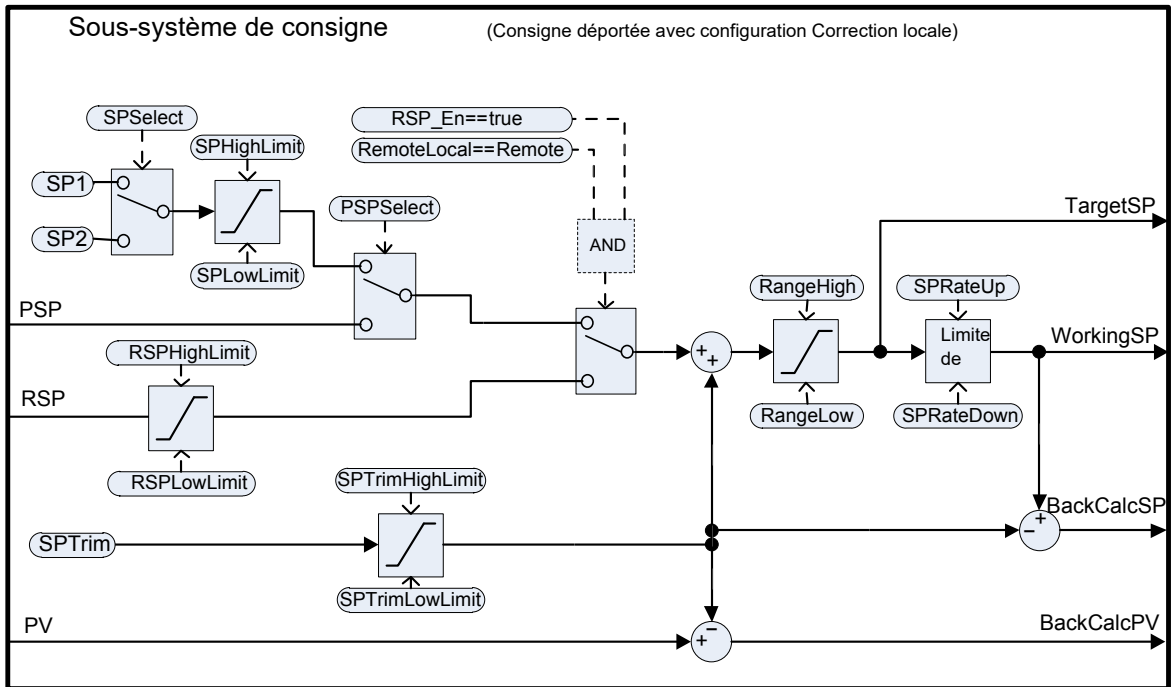 Sous-système de consigne
(Consigne déportée avec configuration Correction locale)
SPSelect
SPHighLimit
SP1
SP2
SPLowLimit
PSPSelect
RSP_En==true
RemoteLocal==Remote
AND
TargetSP
PSP
RangeHigh
SPRateUp
Limite
de
WorkingSP
RangeLow
SPRateDown
RSPHighLimit
RSP
RSPLowLimit
SPTrimHighLimit
SPTrim
SPTrimLowLimit
BackCalcSP
PV
BackCalcPV
+
+
−
+
+
−